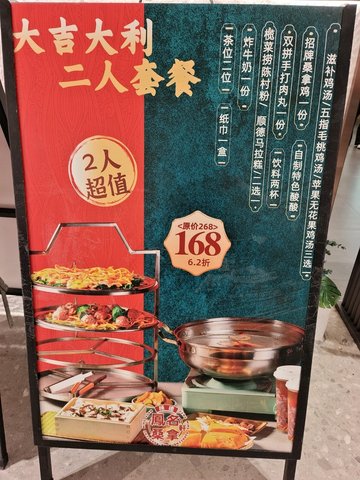 大吉大利
二人套餐
滋补鸡汤/五指毛桃鸡汤/苹果无花果鸡汤三选一
招牌桑拿鸡一份
自制特色酸酸
双拼手打肉丸一份
饮料两杯
榄菜捞陈村粉/顺德马拉糕二选一
炸牛奶一份
茶位二位
纸巾一盒
2人
超值
<原价268>
168
6.2折